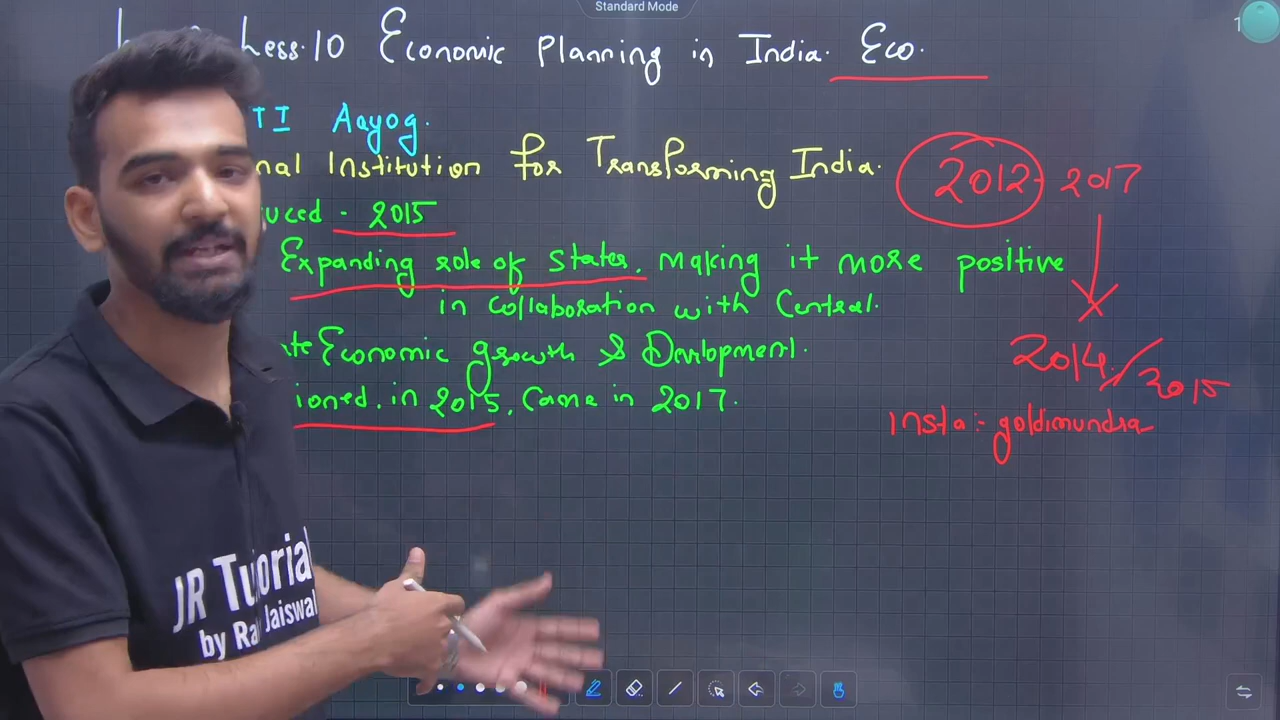 Standard Mode
Less.10 Economic Planning in India. Eco.
TI Aayog.
nal Institution for Transforming India.
uced - 2015
Expanding role of states, Making it more positive
in collaboration with Central.
Economic growth & Devlopment.
ioned. in 2015, Came in 2017.
2012 - 2017
2014 / 2015
Insta :- goldimundra
JR Tutorial
by Jaiswal